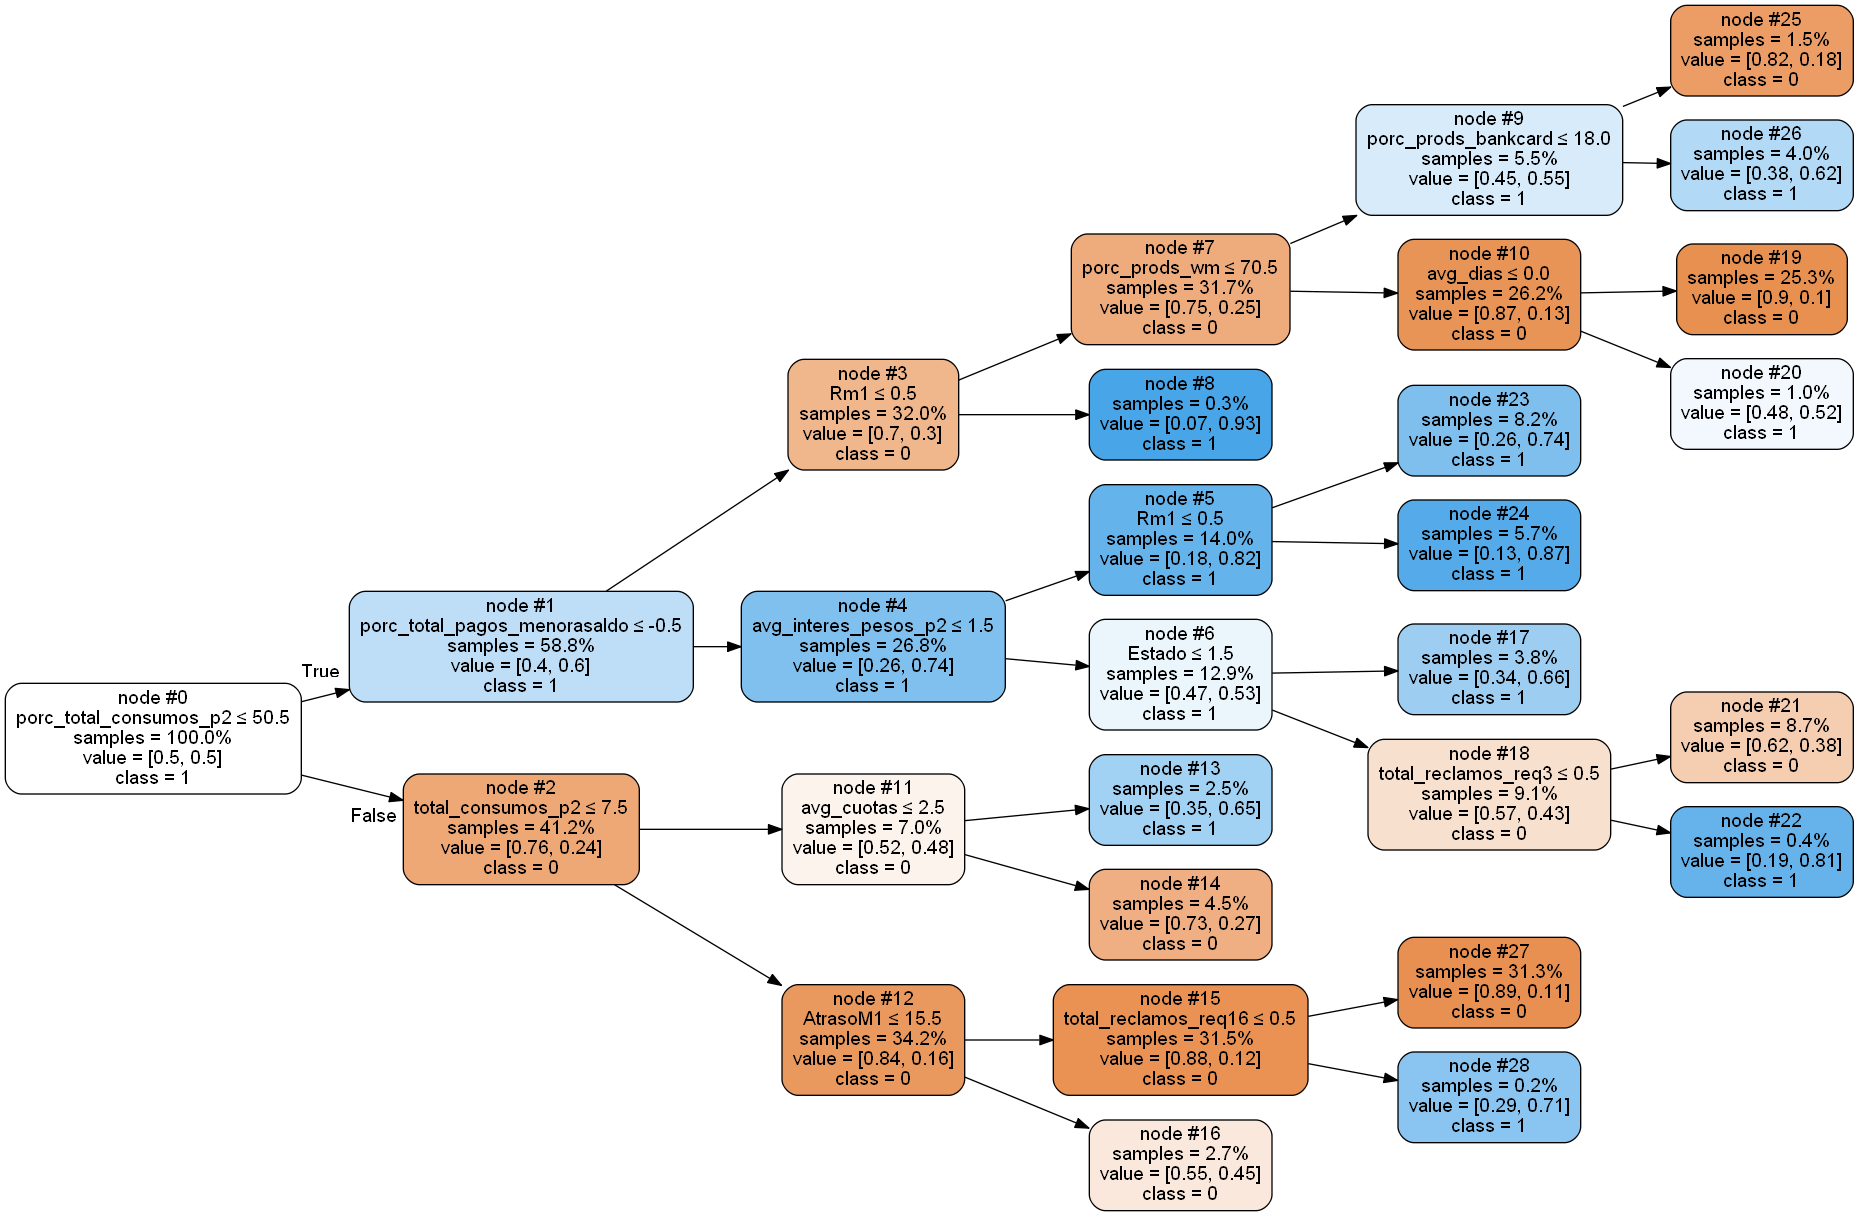 node #0
porc_total_consumos_p2 ≤ 50.5
samples = 100.0%
value = [0.5, 0.5]
class = 1
True
False
node #1
porc_total_pagos_menorasaldo ≤ -0.5
samples = 58.8%
value = [0.4, 0.6]
class = 1
node #2
total_consumos_p2 ≤ 7.5
samples = 41.2%
value = [0.76, 0.24]
class = 0
node #3
Rm1 ≤ 0.5
samples = 32.0%
value = [0.7, 0.3]
class = 0
node #4
avg_interes_pesos_p2 ≤ 1.5
samples = 26.8%
value = [0.26, 0.74]
class = 1
node #11
avg_cuotas ≤ 2.5
samples = 7.0%
value = [0.52, 0.48]
class = 0
node #12
AtrasoM1 ≤ 15.5
samples = 34.2%
value = [0.84, 0.16]
class = 0
node #7
porc_prods_wm ≤ 70.5
samples = 31.7%
value = [0.75, 0.25]
class = 0
node #8
samples = 0.3%
value = [0.07, 0.93]
class = 1
node #5
Rm1 ≤ 0.5
samples = 14.0%
value = [0.18, 0.82]
class = 1
node #6
Estado ≤ 1.5
samples = 12.9%
value = [0.47, 0.53]
class = 1
node #13
samples = 2.5%
value = [0.35, 0.65]
class = 1
node #14
samples = 4.5%
value = [0.73, 0.27]
class = 0
node #15
total_reclamos_req16 ≤ 0.5
samples = 31.5%
value = [0.88, 0.12]
class = 0
node #16
samples = 2.7%
value = [0.55, 0.45]
class = 0
node #9
porc_prods_bankcard ≤ 18.0
samples = 5.5%
value = [0.45, 0.55]
class = 1
node #10
avg_dias ≤ 0.0
samples = 26.2%
value = [0.87, 0.13]
class = 0
node #23
samples = 8.2%
value = [0.26, 0.74]
class = 1
node #24
samples = 5.7%
value = [0.13, 0.87]
class = 1
node #17
samples = 3.8%
value = [0.34, 0.66]
class = 1
node #18
total_reclamos_req3 ≤ 0.5
samples = 9.1%
value = [0.57, 0.43]
class = 0
node #27
samples = 31.3%
value = [0.89, 0.11]
class = 0
node #28
samples = 0.2%
value = [0.29, 0.71]
class = 1
node #25
samples = 1.5%
value = [0.82, 0.18]
class = 0
node #26
samples = 4.0%
value = [0.38, 0.62]
class = 1
node #19
samples = 25.3%
value = [0.9, 0.1]
class = 0
node #20
samples = 1.0%
value = [0.48, 0.52]
class = 1
node #21
samples = 8.7%
value = [0.62, 0.38]
class = 0
node #22
samples = 0.4%
value = [0.19, 0.81]
class = 1